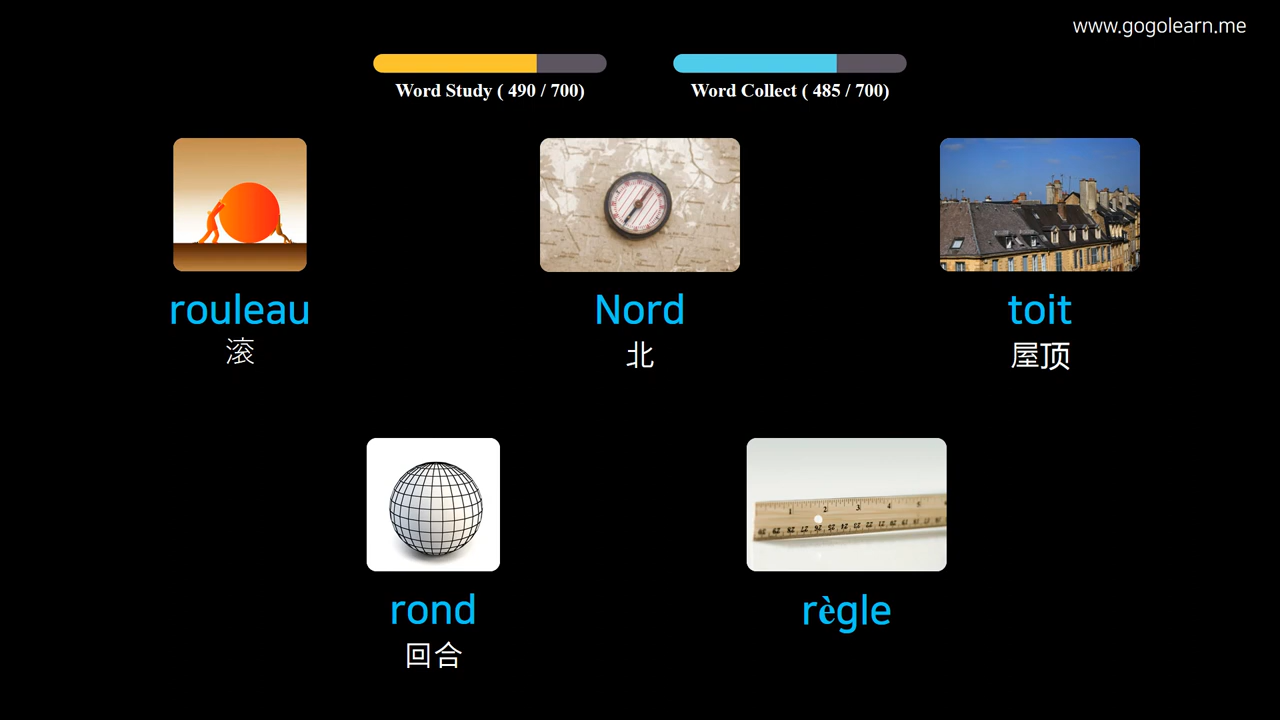 www.gogolearn.me
Word Study ( 490 / 700)
Word Collect ( 485 / 700)
rouleau
滚
Nord
北
toit
屋顶
rond
回合
règle